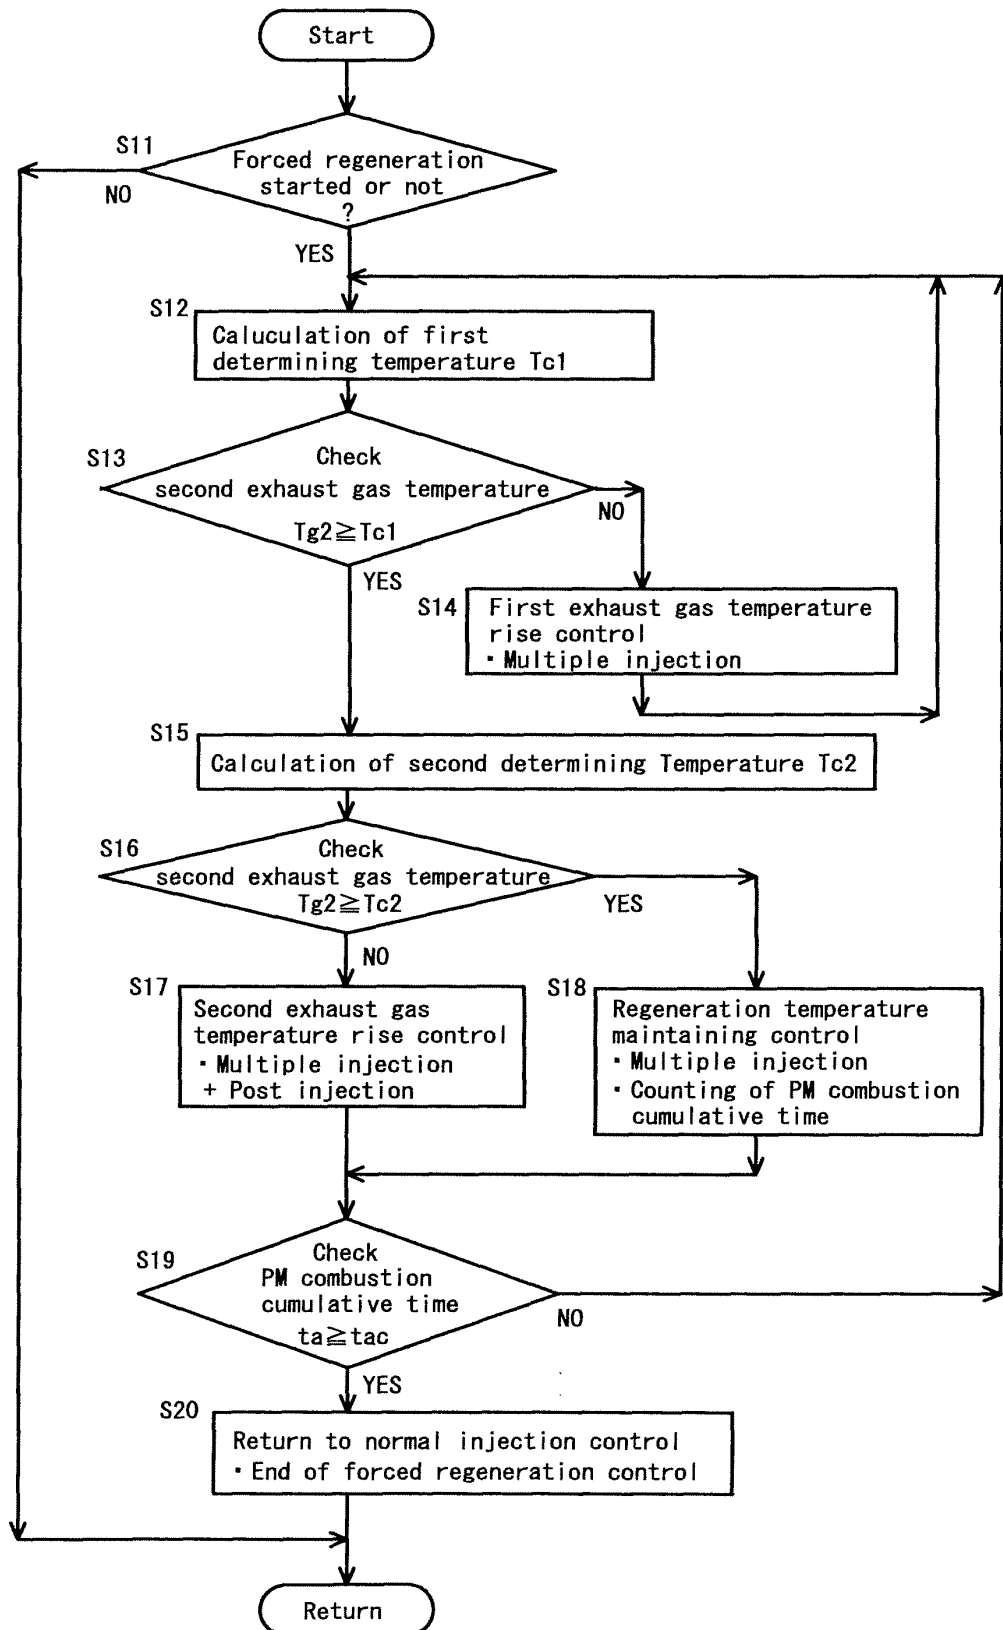 Start
S11
Forced regeneration
started or not
?
NO
YES
S12
Caluculation of first
determining temperature Tc1
S13
Check
second exhaust gas temperature
Tg2≧Tc1
NO
YES
S14
First exhaust gas temperature
rise control
・Multiple injection
S15
Calculation of second determining Temperature Tc2
S16
Check
second exhaust gas temperature
Tg2≧Tc2
YES
NO
S17
Second exhaust gas
temperature rise control
・Multiple injection
+ Post injection
S18
Regeneration temperature
maintaining control
・Multiple injection
・Counting of PM combustion
cumulative time
S19
Check
PM combustion
cumulative time
ta≧tac
NO
YES
S20
Return to normal injection control
・End of forced regeneration control
Return